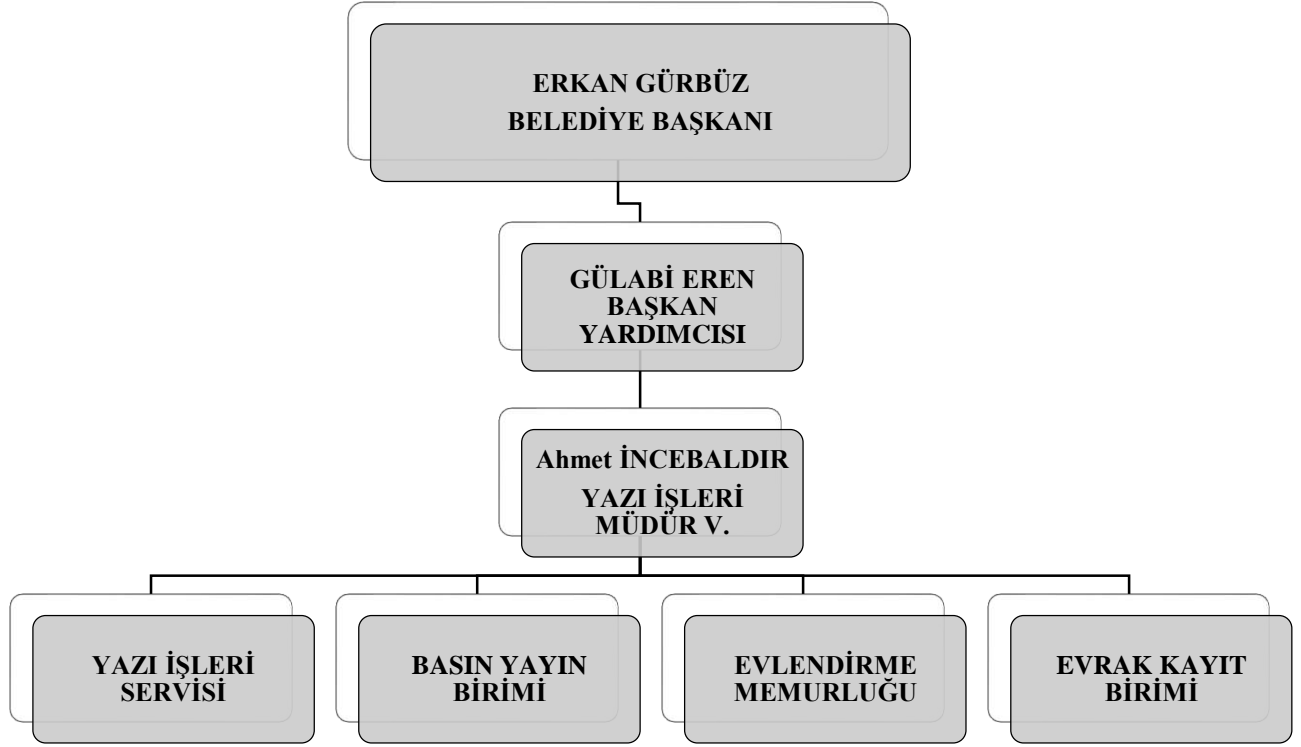 ERKAN GÜRBÜZ
BELEDİYE BAŞKANI
GÜLABİ EREN
BAŞKAN
YARDIMCISI
Ahmet İNCEBALDIR
YAZI İŞLERİ
MÜDÜR V.
YAZI İŞLERİ
SERVİSİ
BASIN YAYIN
BİRİMİ
EVLENDİRME
MEMURLUĞU
EVRAK KAYIT
BİRİMİ